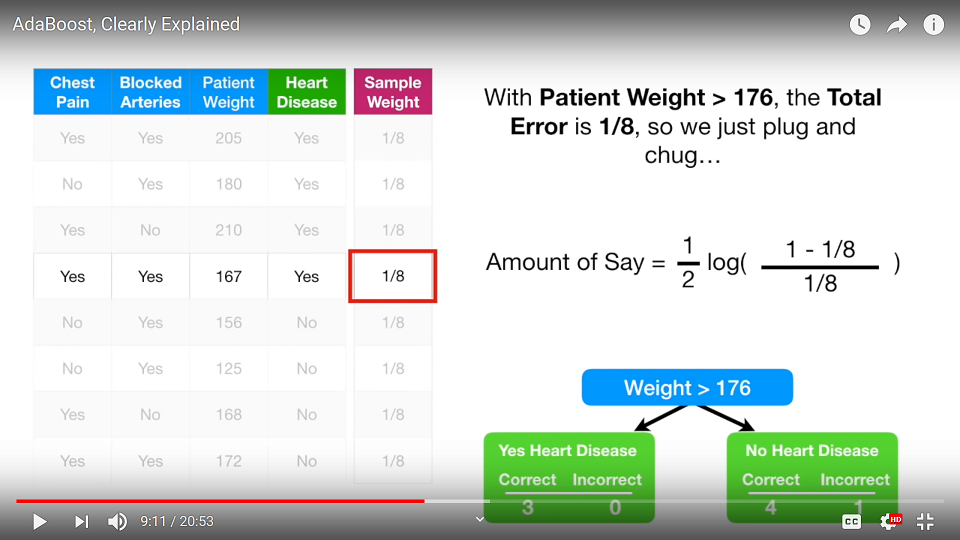 AdaBoost, Clearly Explained
Chest Pain Blocked Arteries Patient Weight Heart Disease Sample Weight
Yes Yes 205 Yes 1/8
No Yes 180 Yes 1/8
Yes No 210 Yes 1/8
Yes Yes 167 Yes 1/8
No Yes 156 No 1/8
No Yes 125 No 1/8
Yes No 168 No 1/8
Yes Yes 172 No 1/8
With Patient Weight > 176, the Total
Error is 1/8, so we just plug and
chug…
Amount of Say = 1/2 log( (1 - 1/8) / (1/8) )
Weight > 176
Yes Heart Disease
Correct Incorrect
3 0
No Heart Disease
Correct Incorrect
4 1
9:11 / 20:53
CC
HD